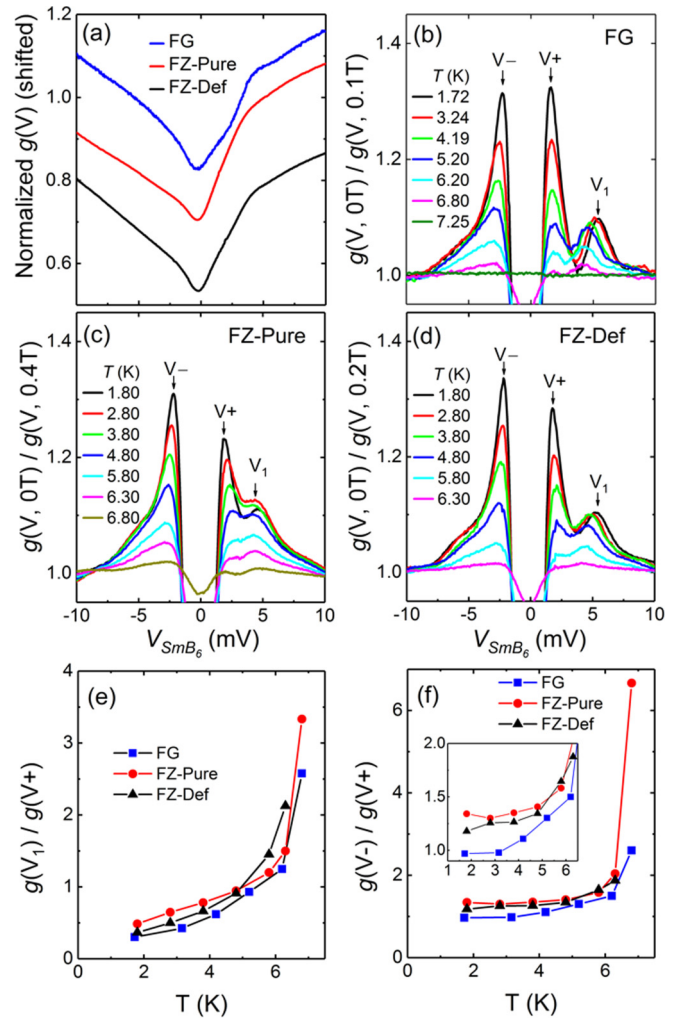 (a)
FG
FZ-Pure
FZ-Def
Normalized g(V) (shifted)
1.2
1.0
0.8
0.6
(b)
FG
V−
V+
V₁
T (K)
1.72
3.24
4.19
5.20
6.20
6.80
7.25
g(V, 0T) / g(V, 0.1T)
1.4
1.2
1.0
(c)
FZ-Pure
V−
V+
V₁
T (K)
1.80
2.80
3.80
4.80
5.80
6.30
6.80
g(V, 0T) / g(V, 0.4T)
1.4
1.2
1.0
-10 -5 0 5 10
V_SmB₆ (mV)
(d)
FZ-Def
V−
V+
V₁
T (K)
1.80
2.80
3.80
4.80
5.80
6.30
g(V, 0T) / g(V, 0.2T)
1.4
1.2
1.0
-10 -5 0 5 10
V_SmB₆ (mV)
(e)
FG
FZ-Pure
FZ-Def
g(V₁) / g(V+)
4
3
2
1
0
2 4 6
T (K)
(f)
FG
FZ-Pure
FZ-Def
g(V-) / g(V+)
6
4
2
0
2.0
1.5
1.0
1 2 3 4 5 6
2 4 6
T (K)